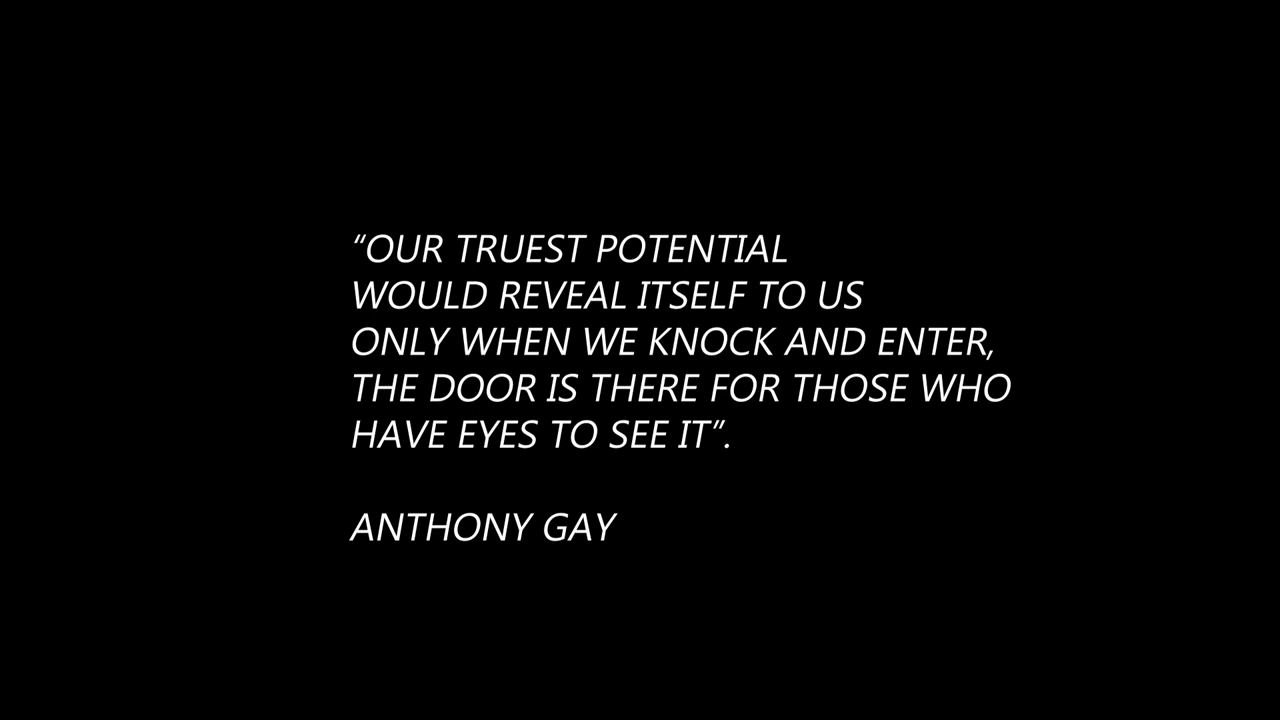 “OUR TRUEST POTENTIAL
WOULD REVEAL ITSELF TO US
ONLY WHEN WE KNOCK AND ENTER,
THE DOOR IS THERE FOR THOSE WHO
HAVE EYES TO SEE IT”.
ANTHONY GAY